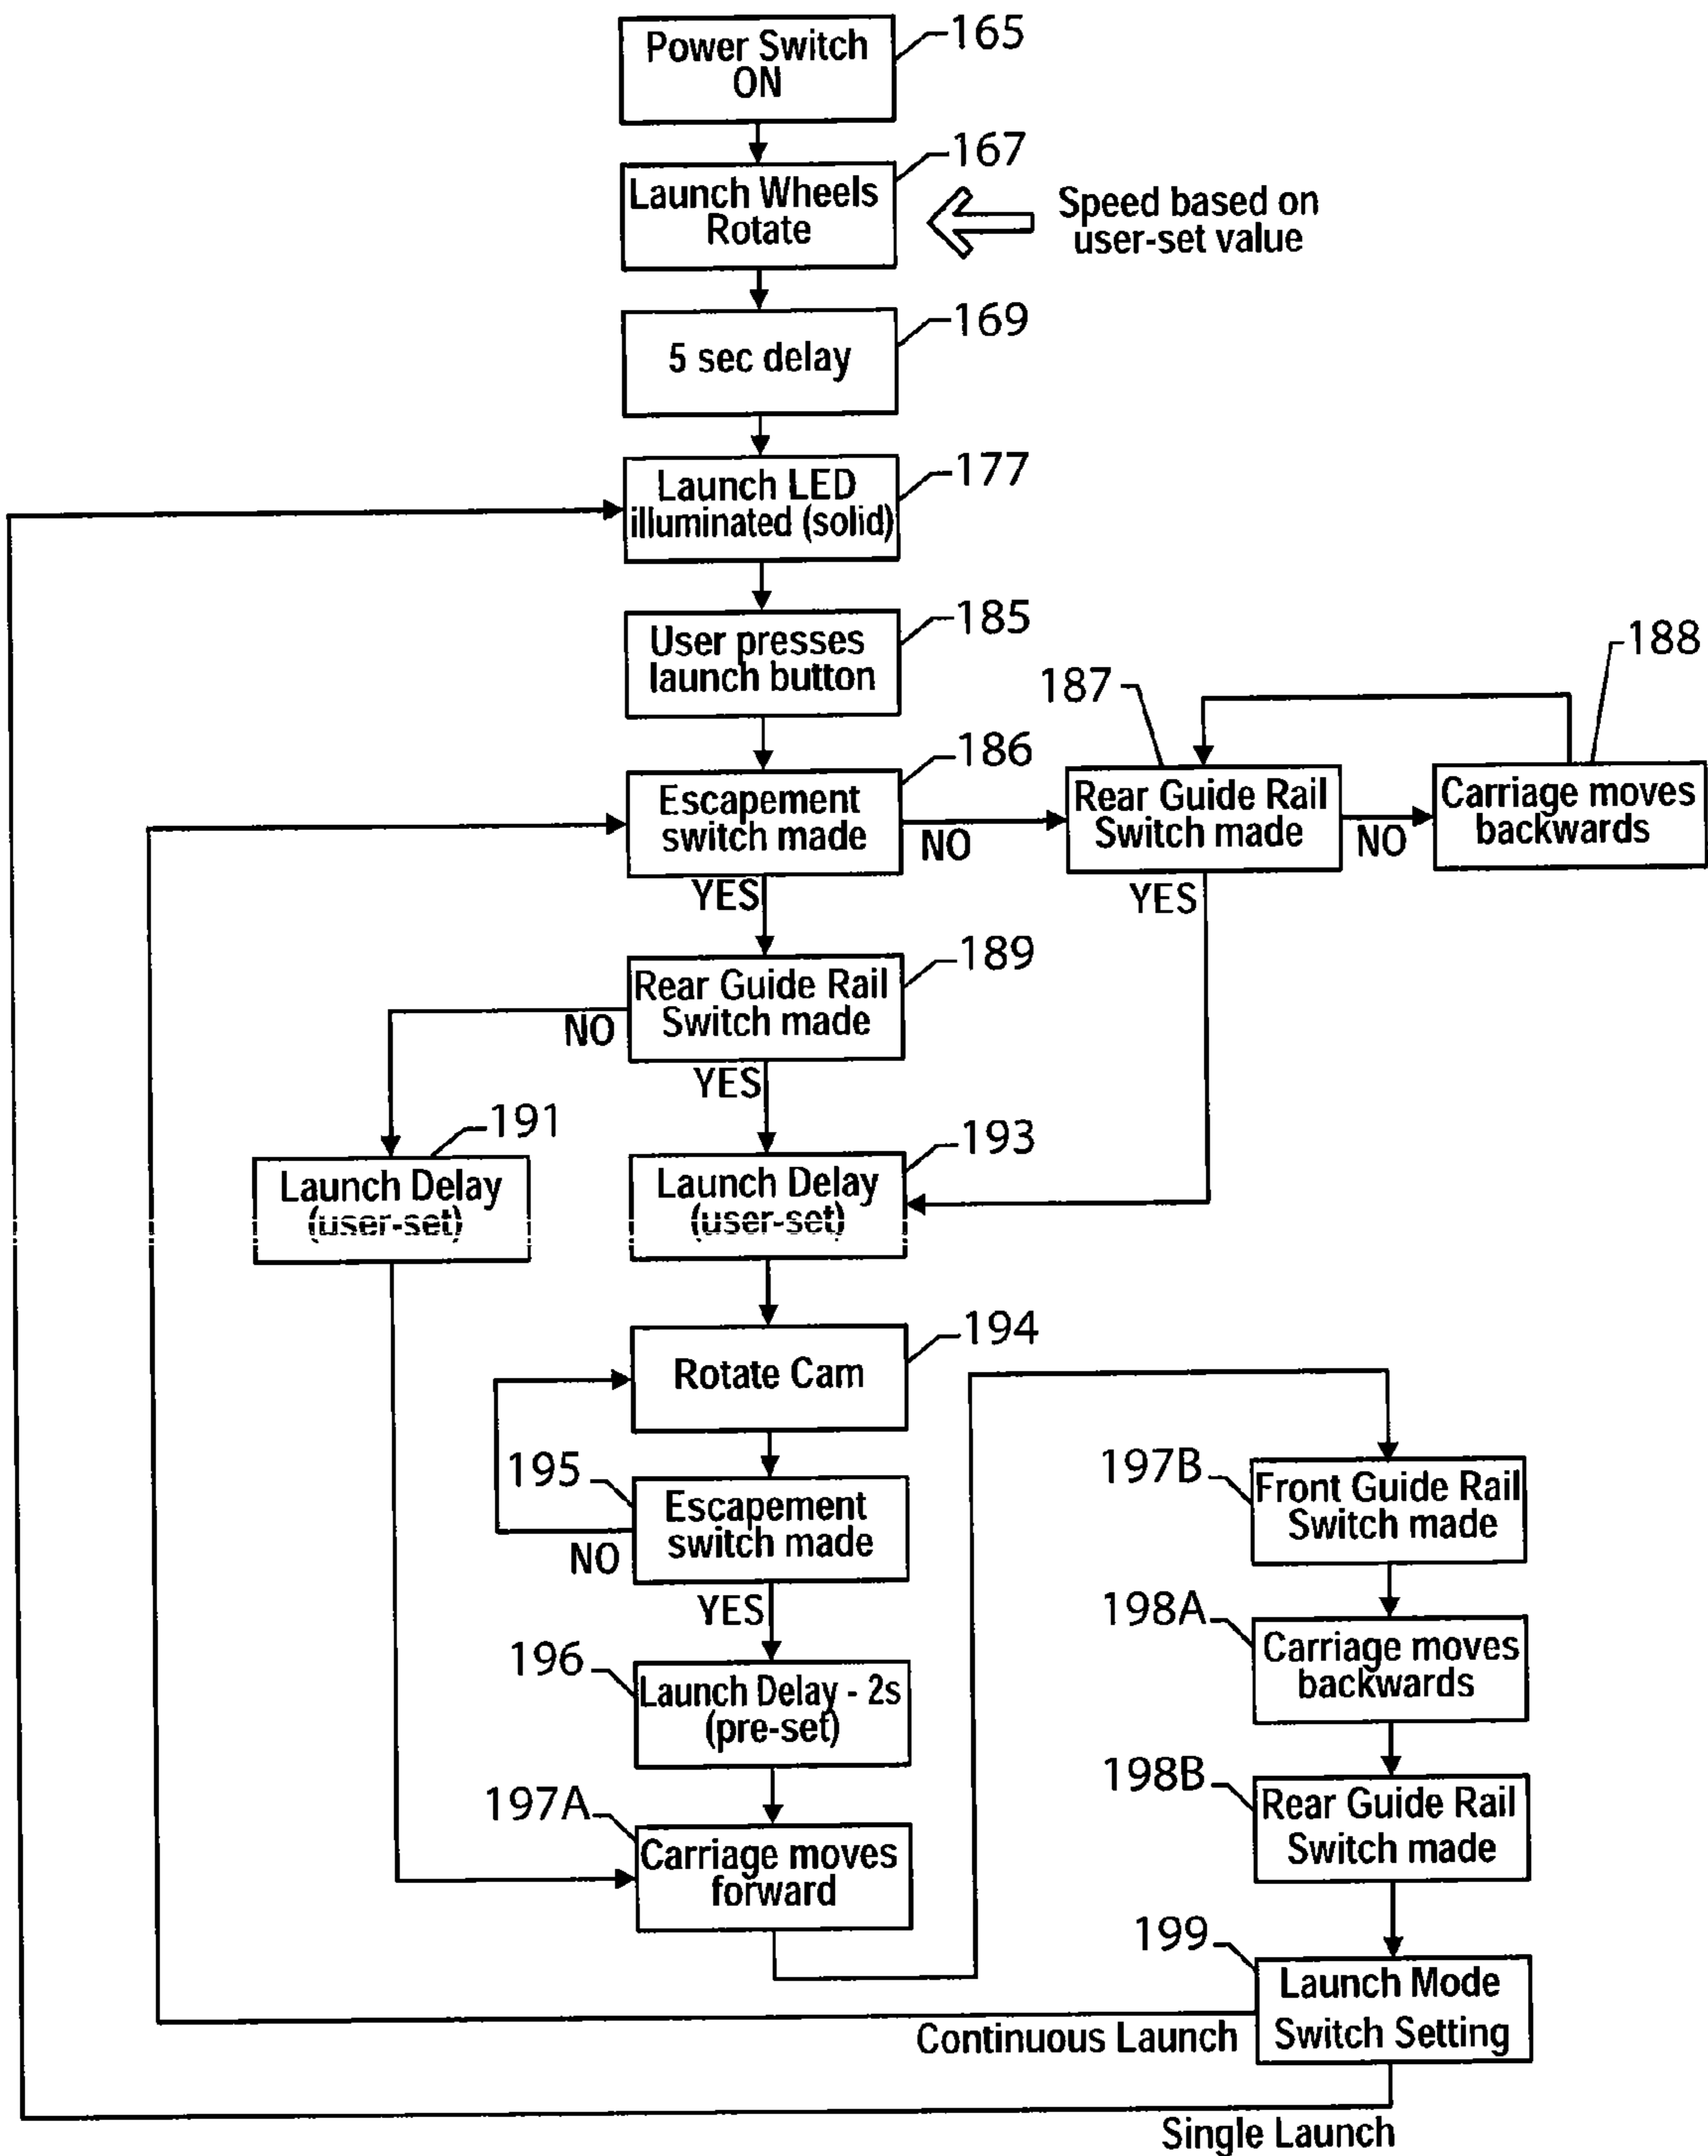 Power Switch
ON
165
Launch Wheels
Rotate
167
Speed based on
user-set value
5 sec delay
169
Launch LED
illuminated (solid)
177
User presses
launch button
185
Escapement
switch made
186
NO
YES
187
Rear Guide Rail
Switch made
NO
YES
188
Carriage moves
backwards
Rear Guide Rail
Switch made
189
NO
YES
191
Launch Delay
(user-set)
193
Launch Delay
(user-set)
Rotate Cam
194
195
Escapement
switch made
NO
YES
196
Launch Delay - 2s
(pre-set)
197A
Carriage moves
forward
197B
Front Guide Rail
Switch made
198A
Carriage moves
backwards
198B
Rear Guide Rail
Switch made
199
Launch Mode
Switch Setting
Continuous Launch
Single Launch